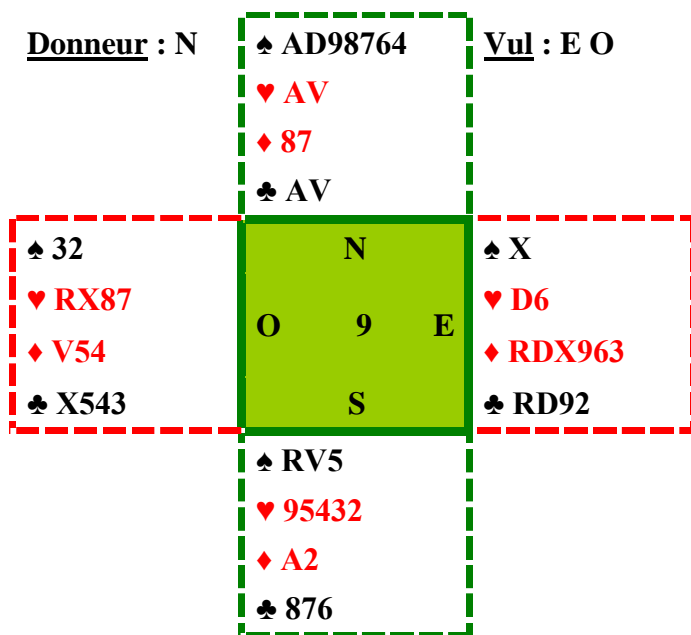 Donneur : N
♠ AD98764
Vul : E O
♥ AV
♦ 87
♣ AV
♠ 32
N
♠ X
♥ RX87
♥ D6
O 9 E
♦ V54
♦ RDX963
♣ X543
S
♣ RD92
♠ RV5
♥ 95432
♦ A2
♣ 876